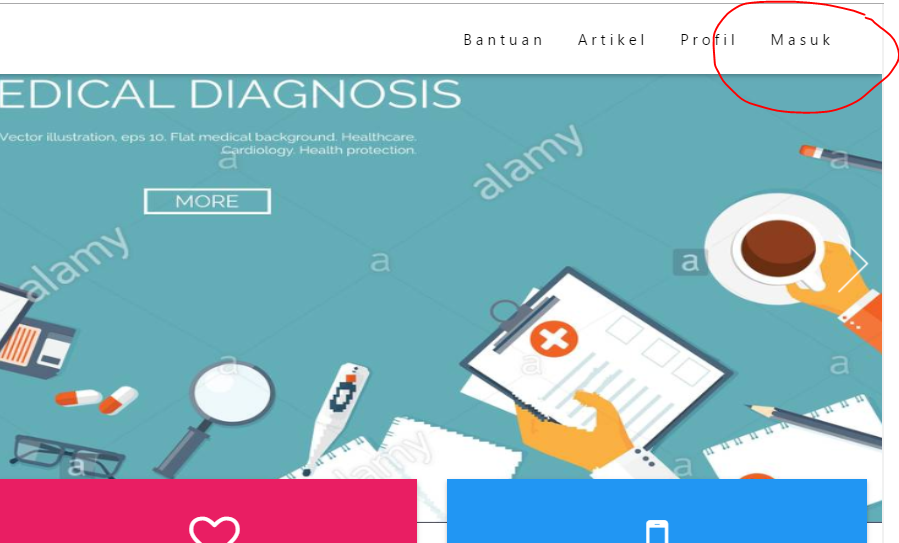 Bantuan Artikel Profil Masuk
EDICAL DIAGNOSIS
Vector illustration, eps 10. Flat medical background. Healthcare.
Cardiology. Health protection.
MORE
alamy
a
alamy
a
a
a
a
a
a
alamy
a
a